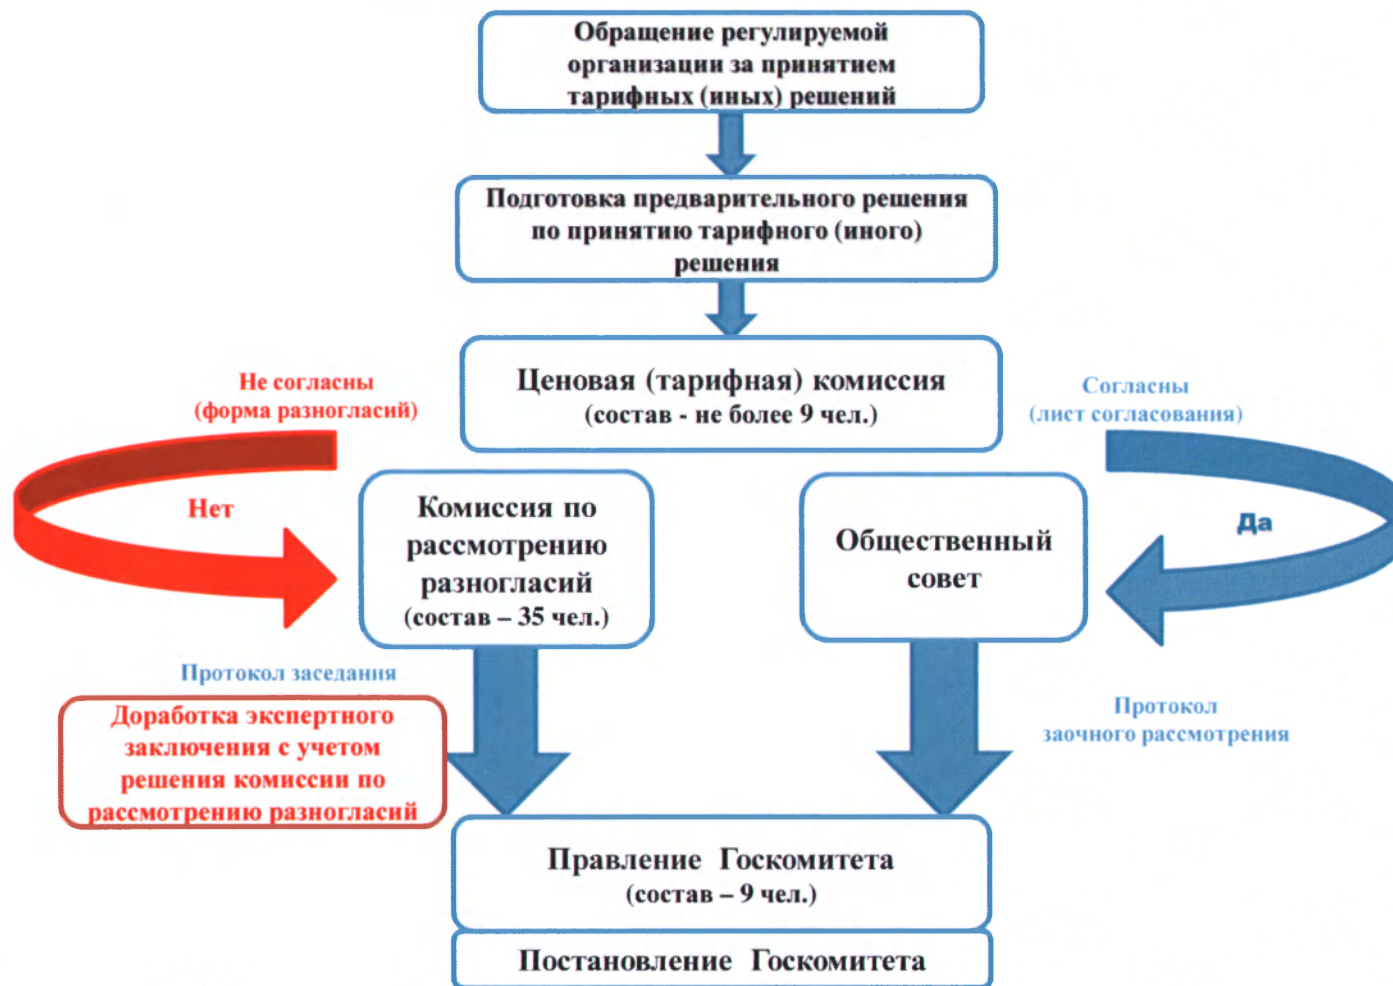 Обращение регулируемой
организации за принятием
тарифных (иных) решений
Подготовка предварительного решения
по принятию тарифного (иного)
решения
Ценовая (тарифная) комиссия
(состав - не более 9 чел.)
Не согласны
(форма разногласий)
Согласны
(лист согласования)
Нет
Да
Комиссия по
рассмотрению
разногласий
(состав – 35 чел.)
Общественный
совет
Протокол заседания
Доработка экспертного
заключения с учетом
решения комиссии по
рассмотрению разногласий
Протокол
заочного рассмотрения
Правление Госкомитета
(состав – 9 чел.)
Постановление Госкомитета